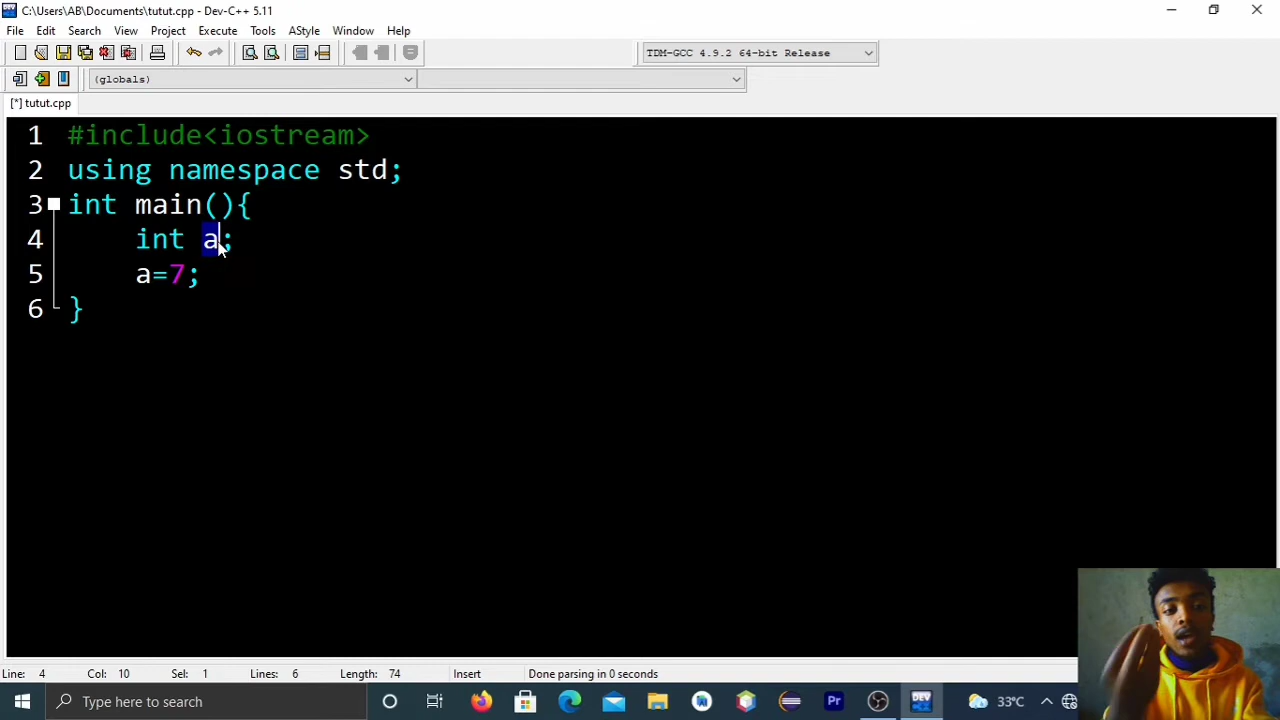 C:\Users\AB\Documents\tutut.cpp - Dev-C++ 5.11
File Edit Search View Project Execute Tools AStyle Window Help
TDM-GCC 4.9.2 64-bit Release
(globals)
[*] tutut.cpp
1 #include<iostream>
2 using namespace std;
3 int main(){
4 int a;
5 a=7;
6 }
Line: 4 Col: 10 Sel: 1 Lines: 6 Length: 74 Insert Done parsing in 0 seconds
Type here to search Pr DEV 33°C